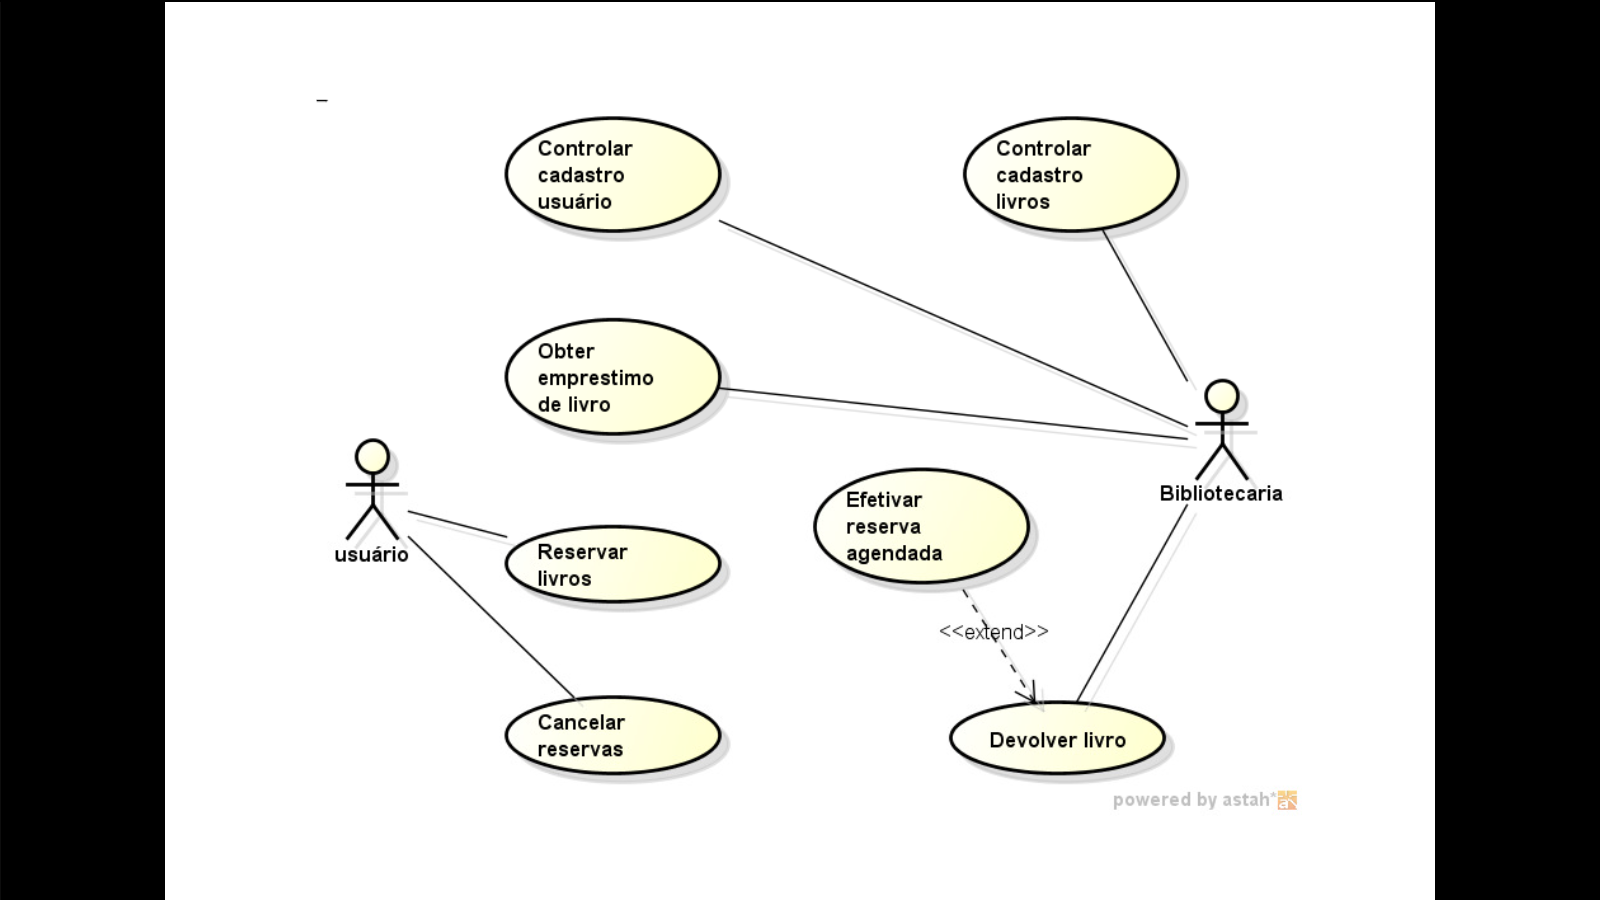 Controlar
cadastro
usuário
Controlar
cadastro
livros
Obter
emprestimo
de livro
Bibliotecaria
Efetivar
reserva
agendada
usuário
Reservar
livros
<<extend>>
Cancelar
reservas
Devolver livro
powered by astah*